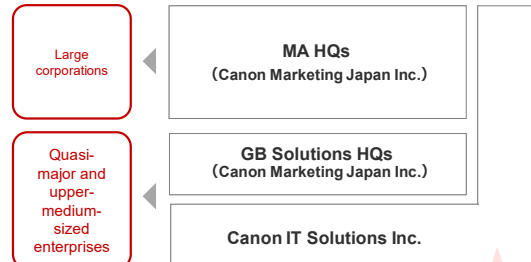 Large
corporations
MA HQs
（Canon Marketing Japan Inc.）
Quasi-
major and
upper-
medium-
sized
enterprises
GB Solutions HQs
（Canon Marketing Japan Inc.）
Canon IT Solutions Inc.